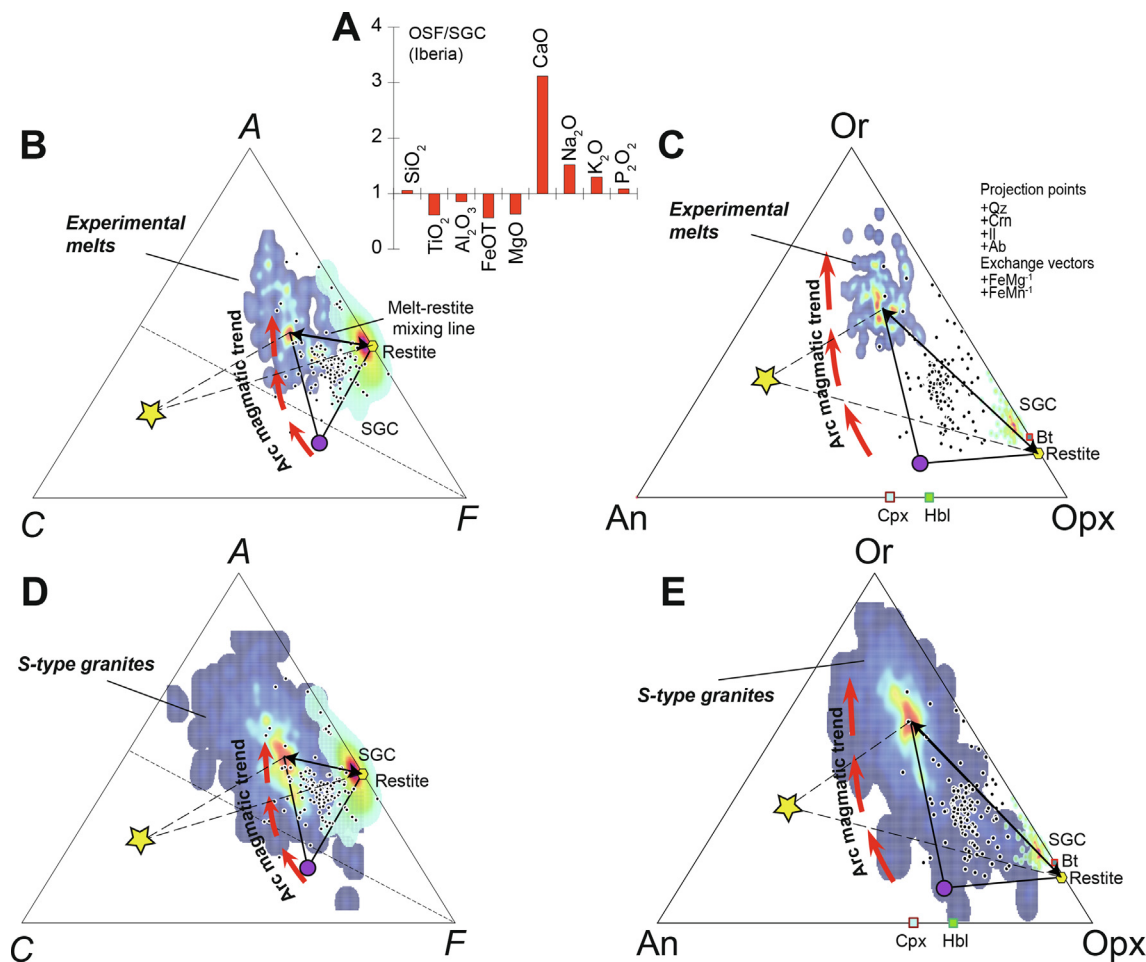 A
OSF/SGC
(Iberia)
4
3
2
1
0
SiO2
TiO2
Al2O3
FeOT
MgO
CaO
Na2O
K2O
P2O2
B
A
Experimental
melts
Arc magmatic trend
Melt-restite
mixing line
Restite
SGC
C
F
C
Or
Experimental
melts
Projection points
+Qz
+Crn
+Il
+Ab
Exchange vectors
+FeMg-1
+FeMn-1
Arc magmatic trend
SGC
Bt
Restite
An
Cpx
Hbl
Opx
D
A
S-type granites
Arc magmatic trend
SGC
Restite
C
F
E
Or
S-type granites
Arc magmatic trend
SGC
Bt
Restite
An
Cpx
Hbl
Opx